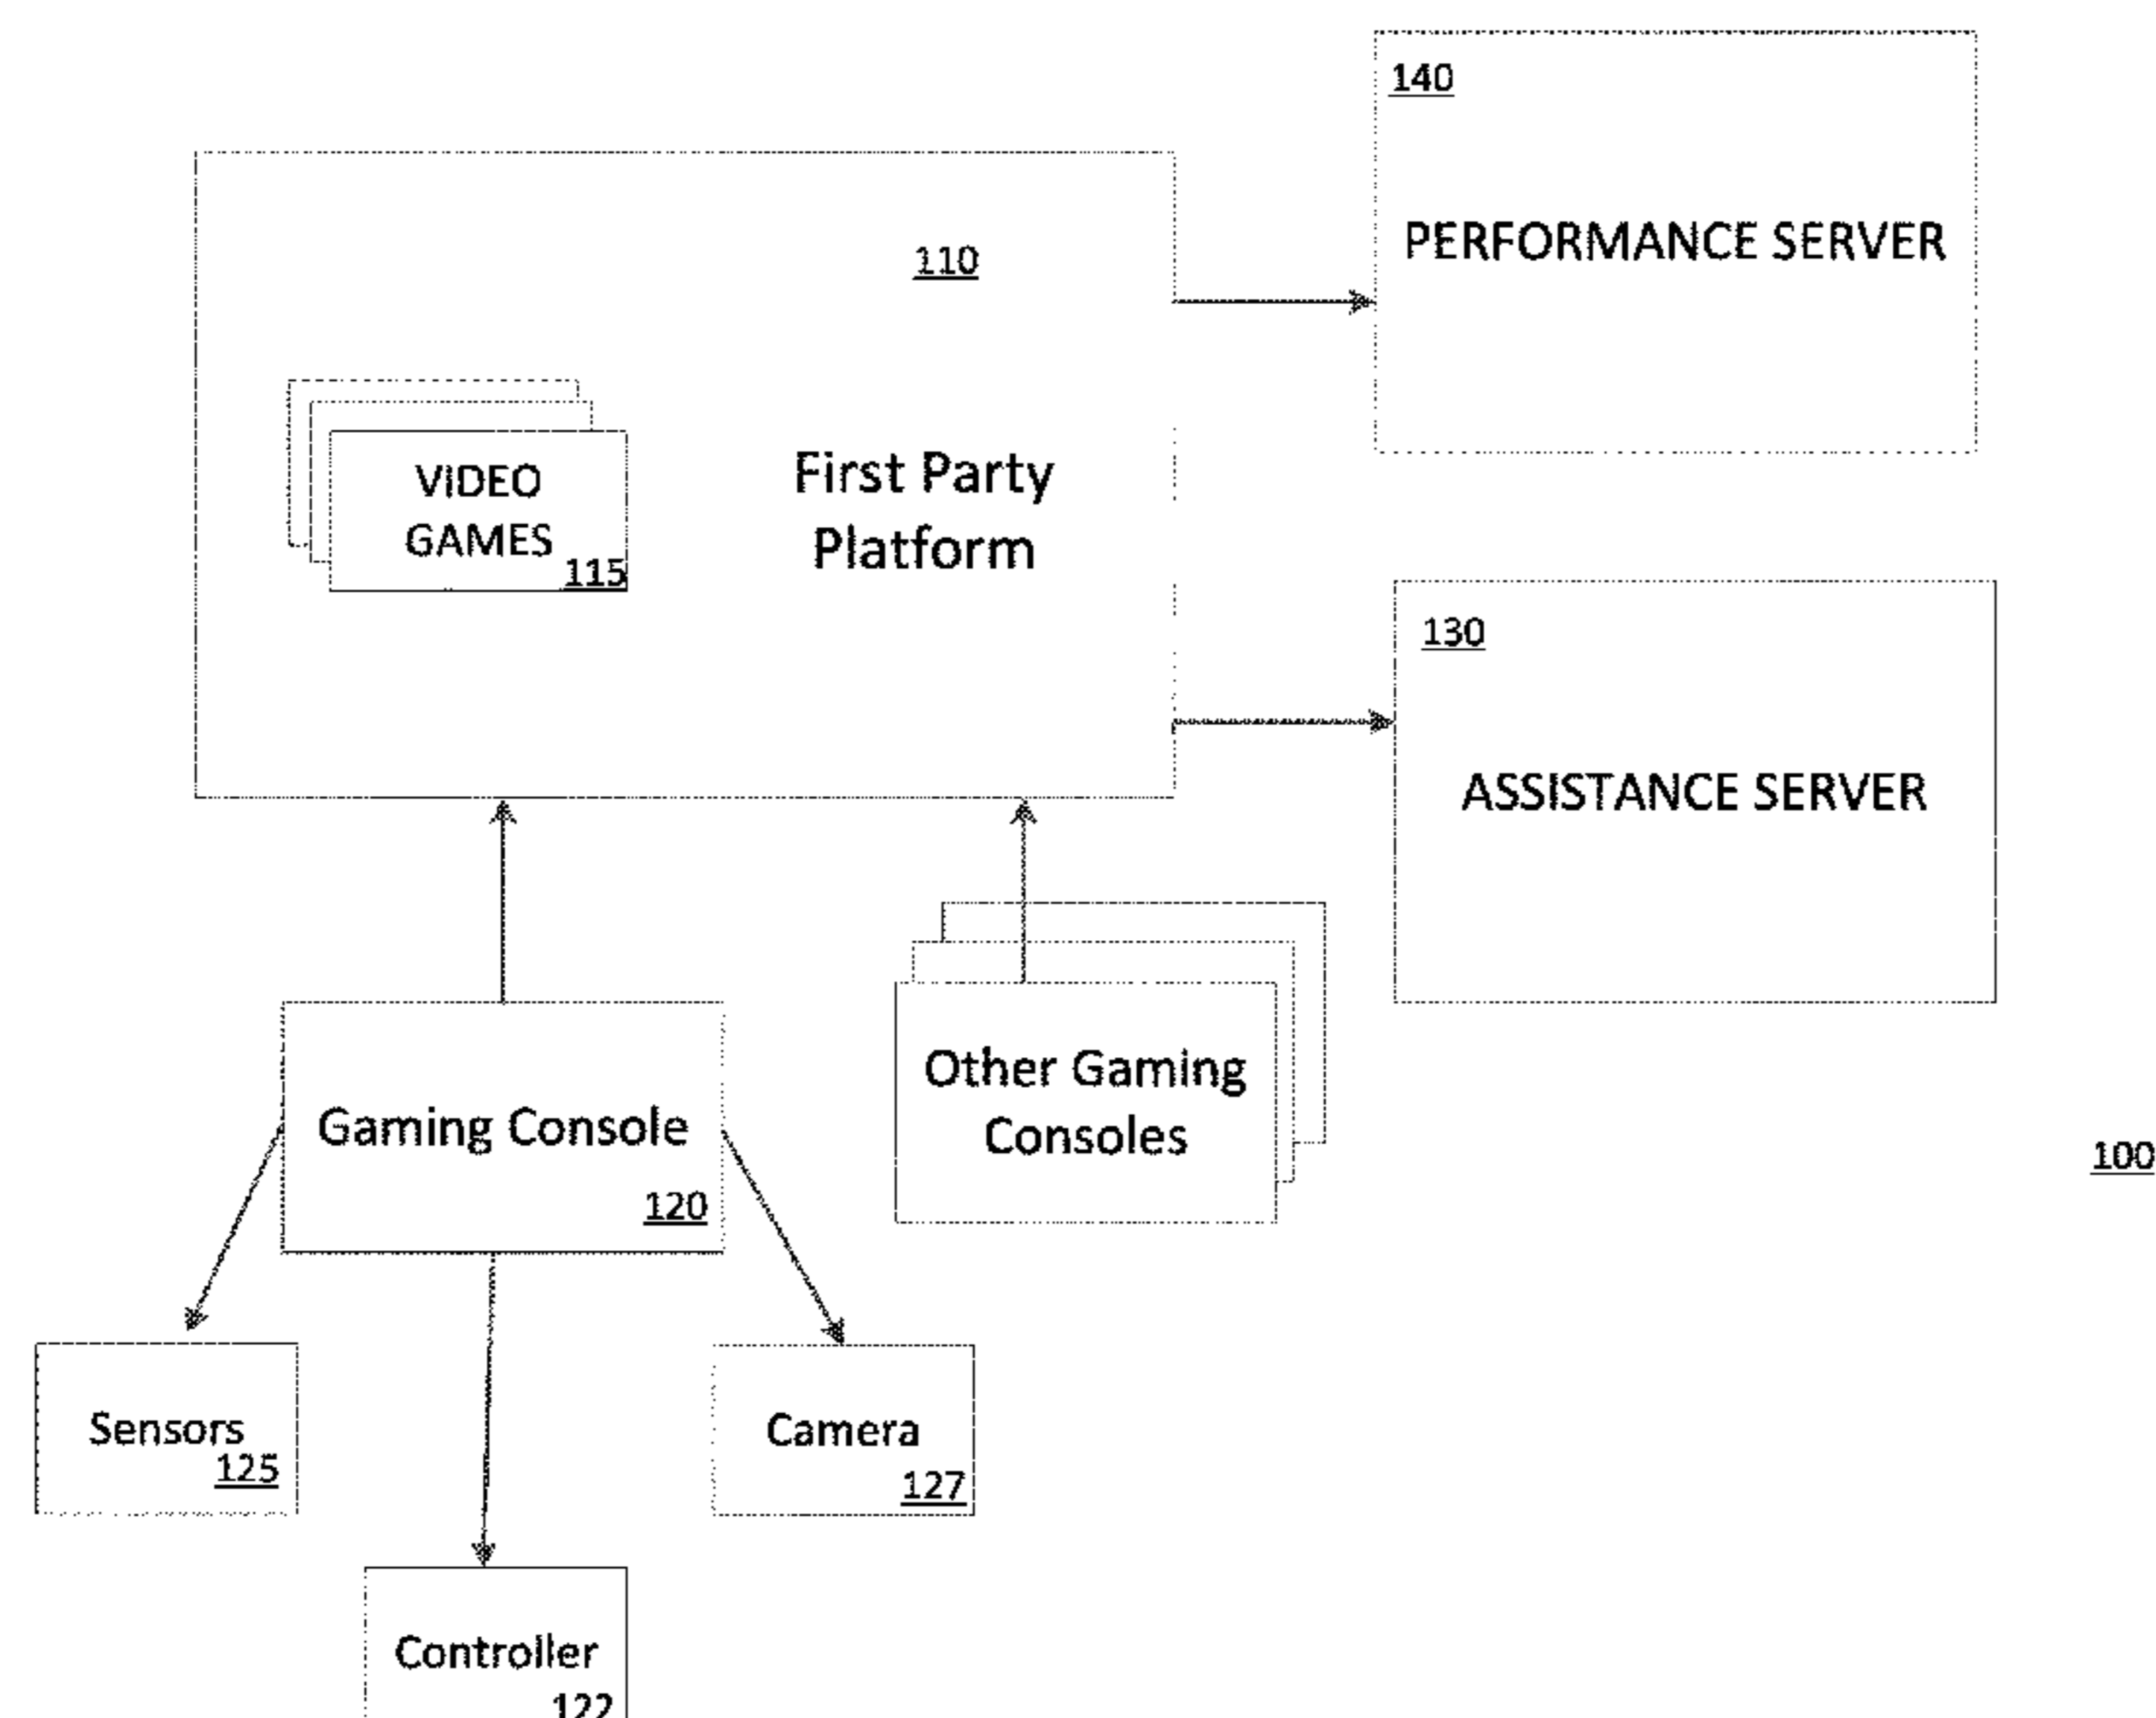 140
PERFORMANCE SERVER
110
VIDEO
GAMES
115
First Party
Platform
130
ASSISTANCE SERVER
Gaming Console
120
Other Gaming
Consoles
100
Sensors
125
Camera
127
Controller
122